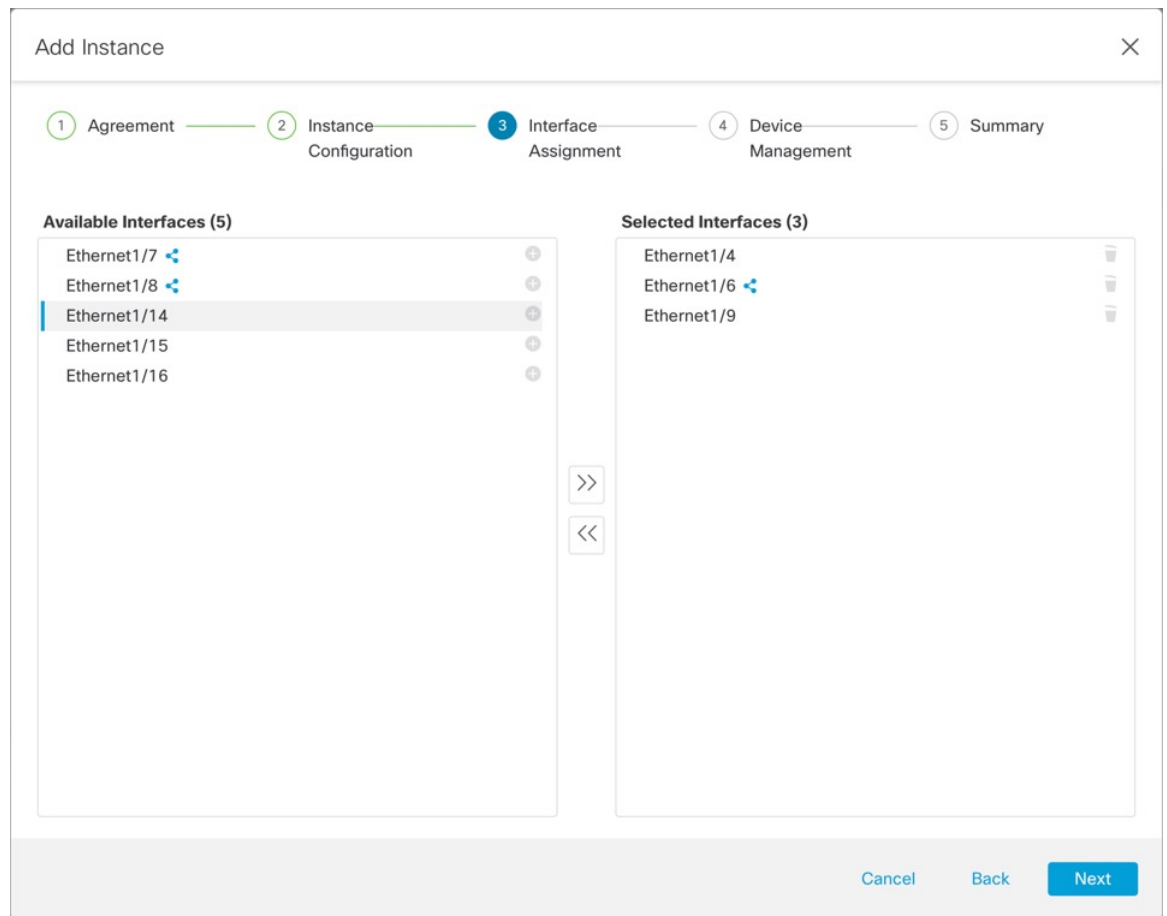 Add Instance
1 Agreement 2 Instance Configuration 3 Interface Assignment 4 Device Management 5 Summary
Available Interfaces (5)
Ethernet1/7
Ethernet1/8
Ethernet1/14
Ethernet1/15
Ethernet1/16
>>
<<
Selected Interfaces (3)
Ethernet1/4
Ethernet1/6
Ethernet1/9
Cancel Back Next